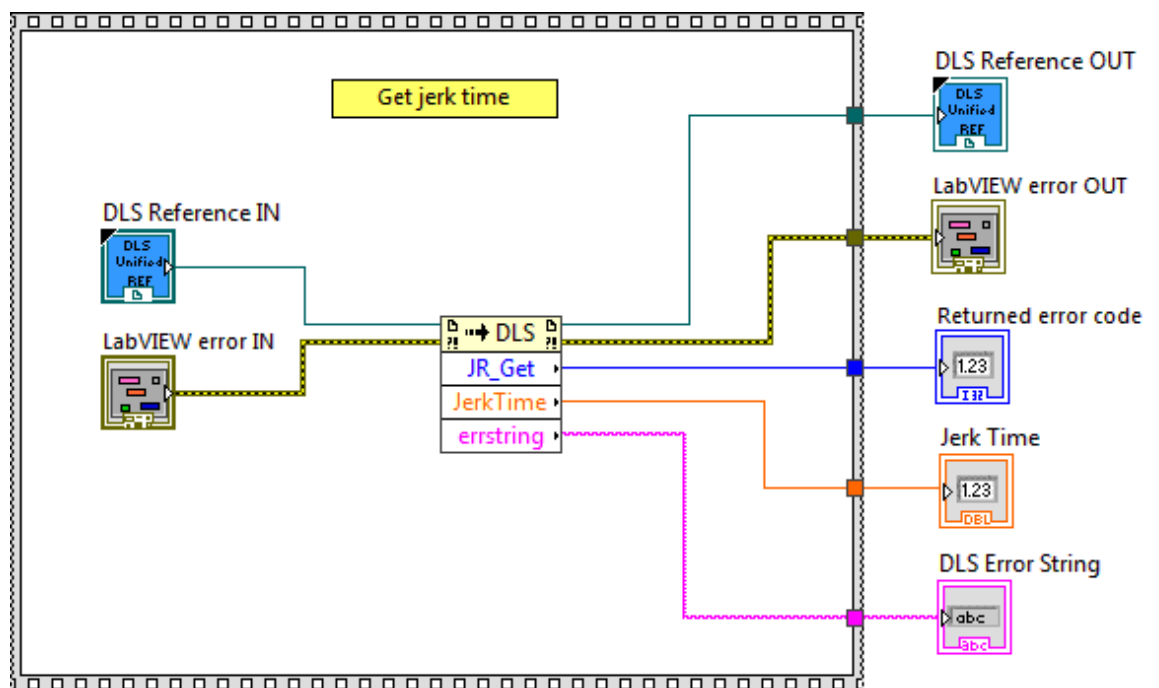 Get jerk time
DLS Reference OUT
DLS
Unified
REF
LabVIEW error OUT
DLS Reference IN
DLS
Unified
REF
LabVIEW error IN
DLS
JR_Get
JerkTime
errstring
Returned error code
1.23
I32
Jerk Time
1.23
DBL
DLS Error String
abc
abc